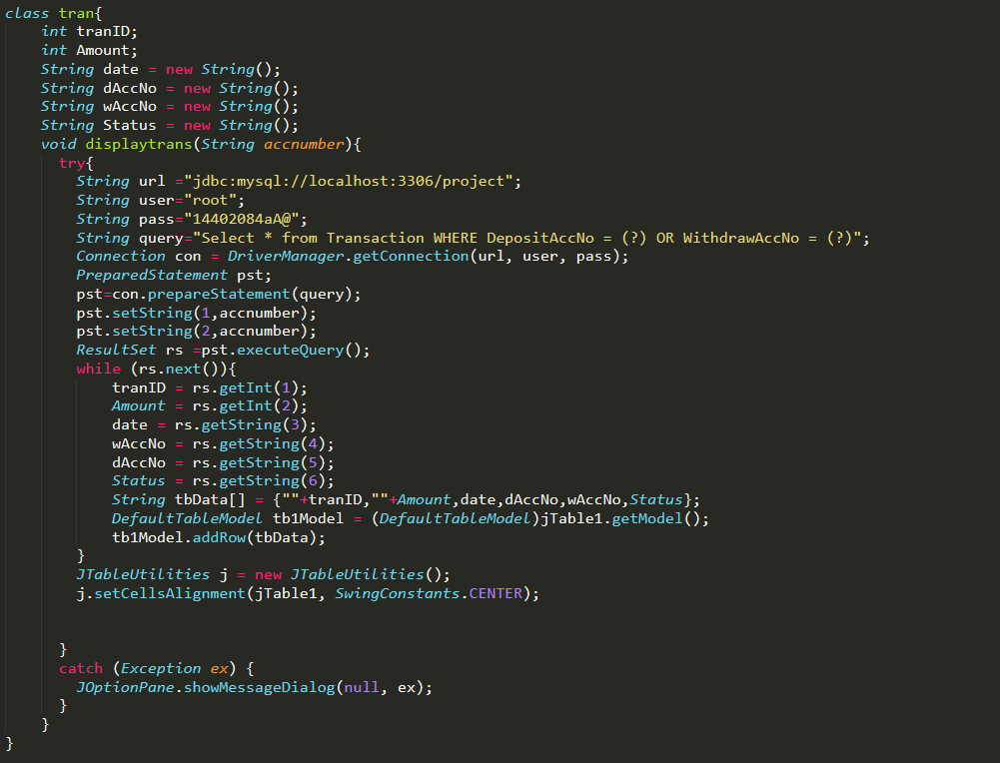 class tran{
    int tranID;
    int Amount;
    String date = new String();
    String dAccNo = new String();
    String wAccNo = new String();
    String Status = new String();
    void displaytrans(String accnumber){
      try{
        String url ="jdbc:mysql://localhost:3306/project";
        String user="root";
        String pass="14402084aA@";
        String query="Select * from Transaction WHERE DepositAccNo = (?) OR WithdrawAccNo = (?)";
        Connection con = DriverManager.getConnection(url, user, pass);
        PreparedStatement pst;
        pst=con.prepareStatement(query);
        pst.setString(1,accnumber);
        pst.setString(2,accnumber);
        ResultSet rs =pst.executeQuery();
        while (rs.next()){
            tranID = rs.getInt(1);
            Amount = rs.getInt(2);
            date = rs.getString(3);
            wAccNo = rs.getString(4);
            dAccNo = rs.getString(5);
            Status = rs.getString(6);
            String tbData[] = {""+tranID,""+Amount,date,dAccNo,wAccNo,Status};
            DefaultTableModel tb1Model = (DefaultTableModel)jTable1.getModel();
            tb1Model.addRow(tbData);
        }
        JTableUtilities j = new JTableUtilities();
        j.setCellsAlignment(jTable1, SwingConstants.CENTER);
      }
      catch (Exception ex) {
        JOptionPane.showMessageDialog(null, ex);
      }
    }
}